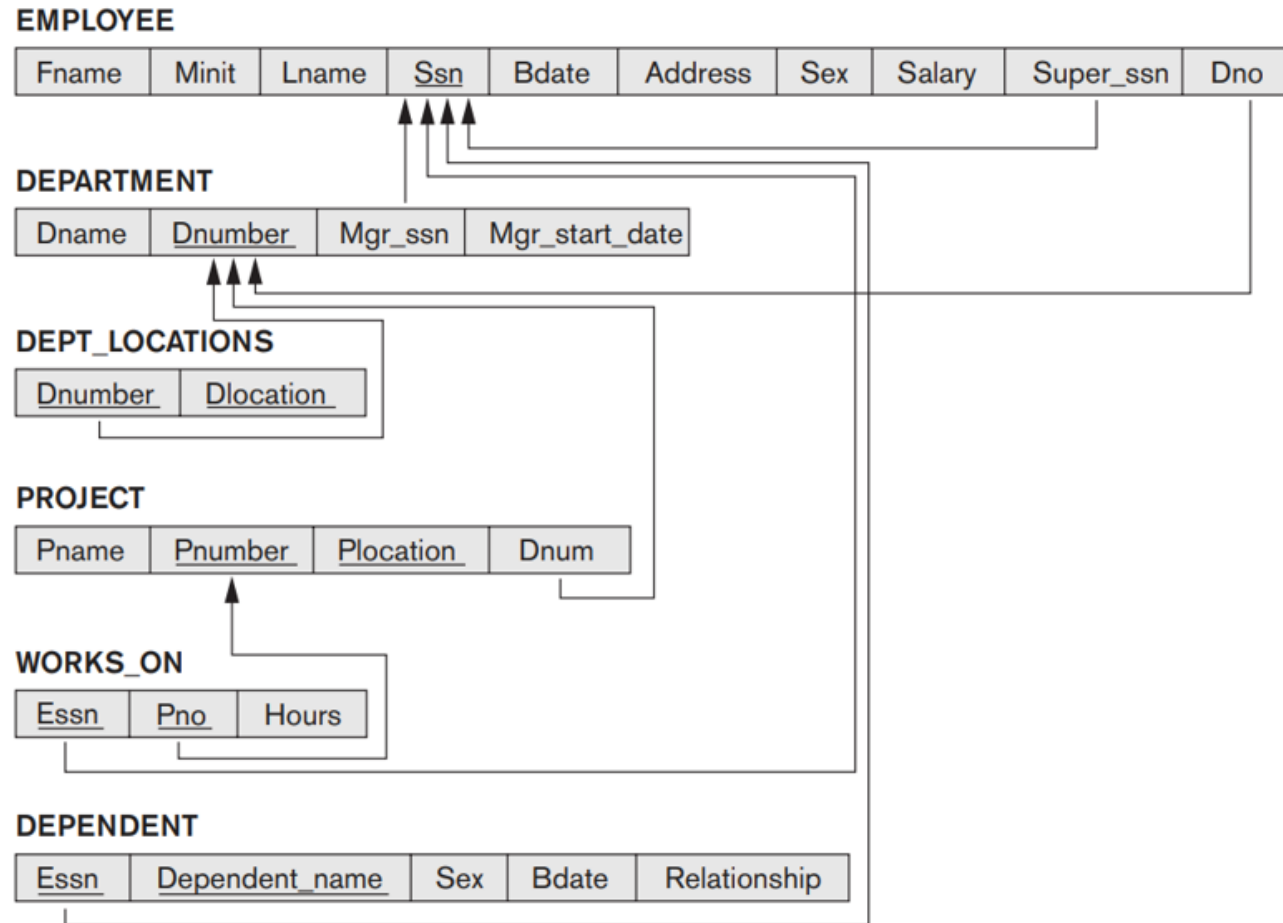 EMPLOYEE
Fname Minit Lname Ssn Bdate Address Sex Salary Super_ssn Dno
DEPARTMENT
Dname Dnumber Mgr_ssn Mgr_start_date
DEPT_LOCATIONS
Dnumber Dlocation
PROJECT
Pname Pnumber Plocation Dnum
WORKS_ON
Essn Pno Hours
DEPENDENT
Essn Dependent_name Sex Bdate Relationship